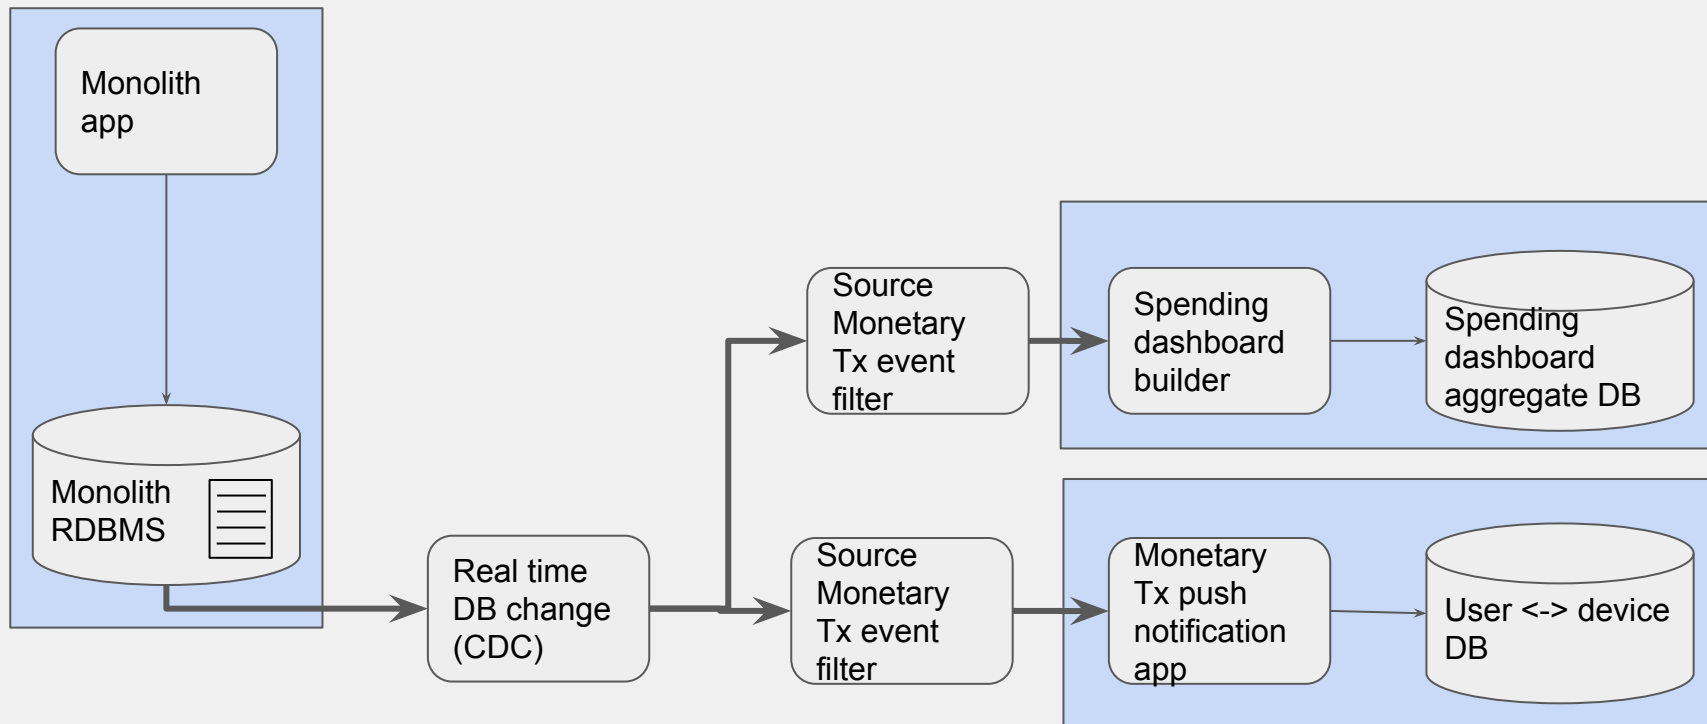 Monolith
app
Monolith
RDBMS
Real time
DB change
(CDC)
Source
Monetary
Tx event
filter
Spending
dashboard
builder
Spending
dashboard
aggregate DB
Source
Monetary
Tx event
filter
Monetary
Tx push
notification
app
User <-> device
DB